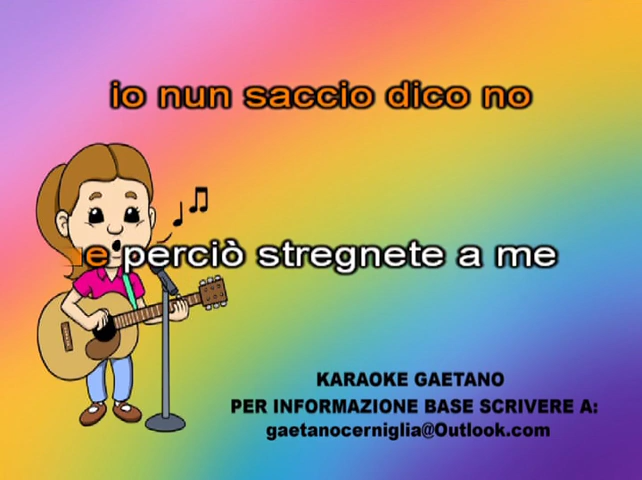 io nun saccio dico no
e perciò stregnete a me
KARAOKE GAETANO
PER INFORMAZIONE BASE SCRIVERE A:
gaetanocerniglia@Outlook.com